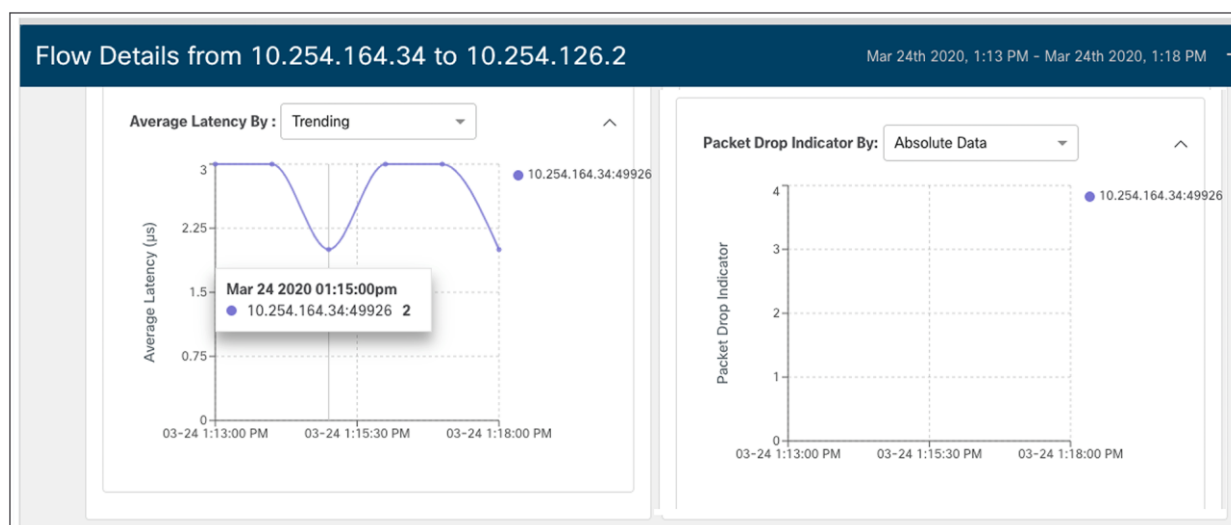 Flow Details from 10.254.164.34 to 10.254.126.2
Mar 24th 2020, 1:13 PM - Mar 24th 2020, 1:18 PM
Average Latency By : Trending
3
2.25
1.5
0.75
0
Average Latency (µs)
10.254.164.34:49926
Mar 24 2020 01:15:00pm
10.254.164.34:49926 2
03-24 1:13:00 PM 03-24 1:15:30 PM 03-24 1:18:00 PM
Packet Drop Indicator By: Absolute Data
4
3
2
1
0
Packet Drop Indicator
10.254.164.34:49926
03-24 1:13:00 PM 03-24 1:15:30 PM 03-24 1:18:00 PM